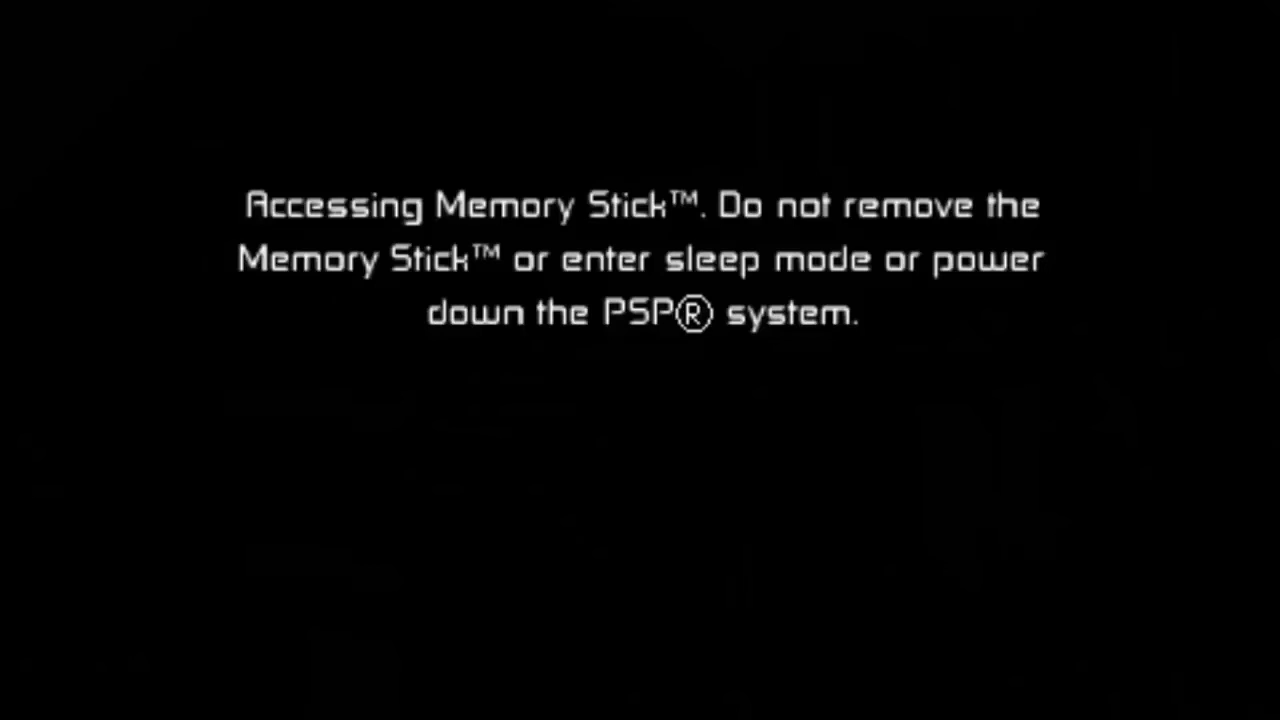 Accessing Memory Stick™. Do not remove the
Memory Stick™ or enter sleep mode or power
down the PSP® system.